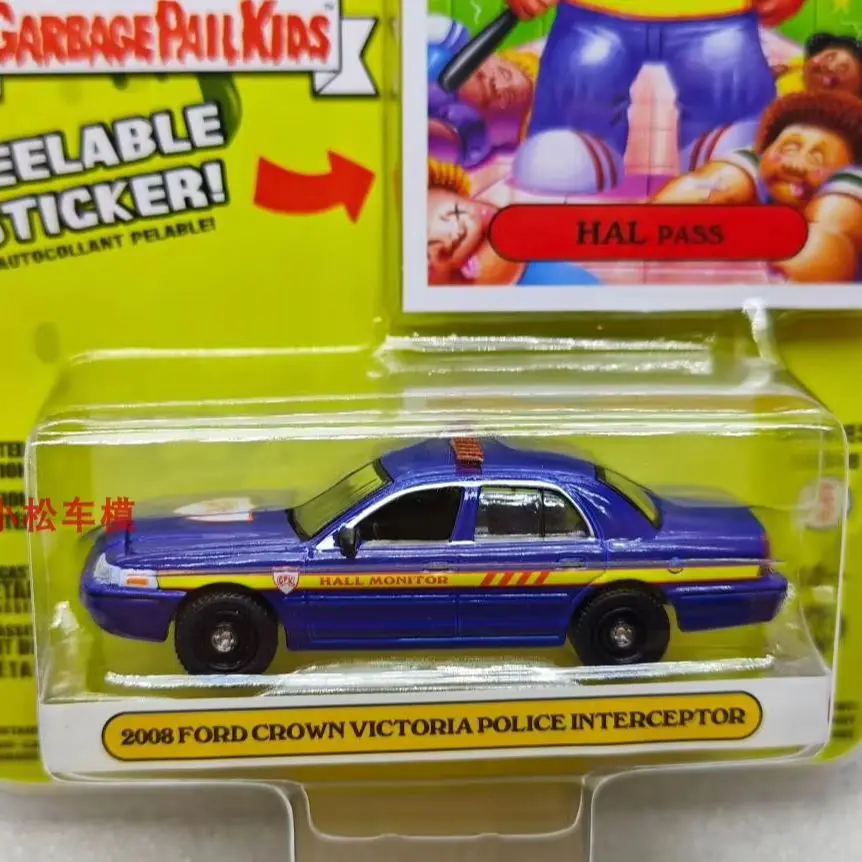 GARBAGE PAIL KIDS
EELABLE
STICKER!
AUTOCOLLANT PELABLE!
HAL PASS
小松车模
GPK
HALL MONITOR
2008 FORD CROWN VICTORIA POLICE INTERCEPTOR